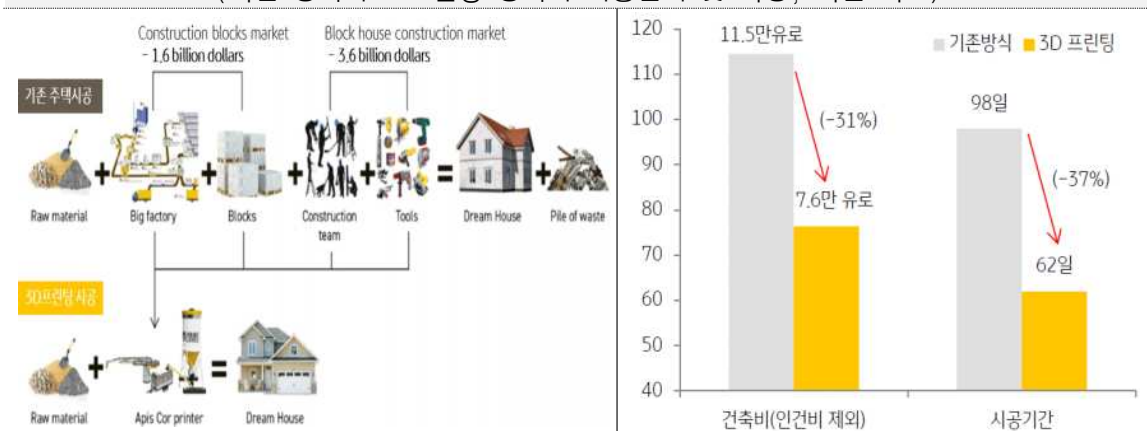 Construction blocks market
- 1,6 billion dollars
Block house construction market
- 3,6 billion dollars
기존 주택시공
Raw material
Big factory
Blocks
Construction
team
Tools
Dream House
Pile of waste
3D프린팅 시공
Raw material
Apis Cor printer
Dream House
120
110
100
90
80
70
60
50
40
기존방식
3D 프린팅
11.5만유로
(-31%)
7.6만 유로
98일
(-37%)
62일
건축비(인건비 제외)
시공기간